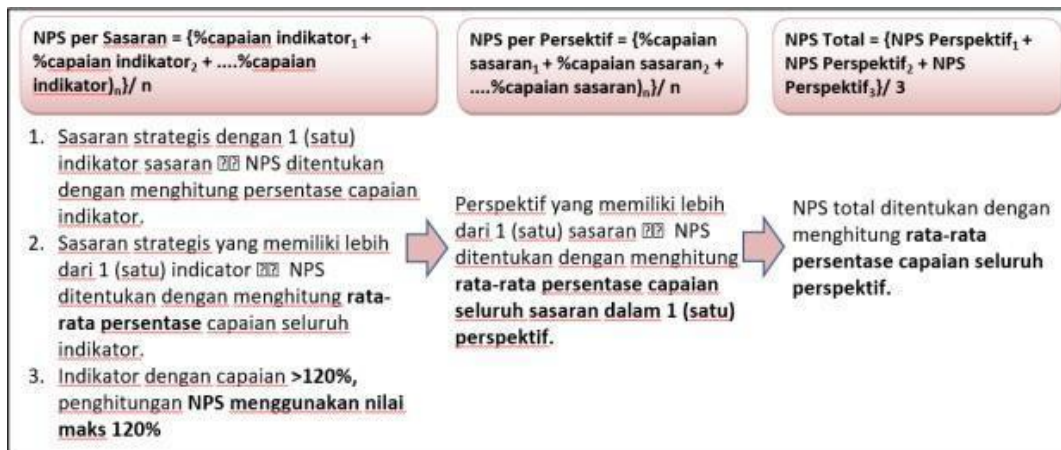 NPS per Sasaran = {%capaian indikator1 +
%capaian indikator2 + ....%capaian
indikator)n}/ n
NPS per Persektif = {%capaian
sasaran1 + %capaian sasaran2 +
....%capaian sasaran)n}/ n
NPS Total = {NPS Perspektif1 +
NPS Perspektif2 + NPS
Perspektif3}/ 3
1. Sasaran strategis dengan 1 (satu)
indikator sasaran NPS ditentukan
dengan menghitung persentase capaian
indikator.
2. Sasaran strategis yang memiliki lebih
dari 1 (satu) indicator NPS
ditentukan dengan menghitung rata-
rata persentase capaian seluruh
indikator.
3. Indikator dengan capaian >120%,
penghitungan NPS menggunakan nilai
maks 120%
Perspektif yang memiliki lebih
dari 1 (satu) sasaran NPS
ditentukan dengan menghitung
rata-rata persentase capaian
seluruh sasaran dalam 1 (satu)
perspektif.
NPS total ditentukan dengan
menghitung rata-rata
persentase capaian seluruh
perspektif.